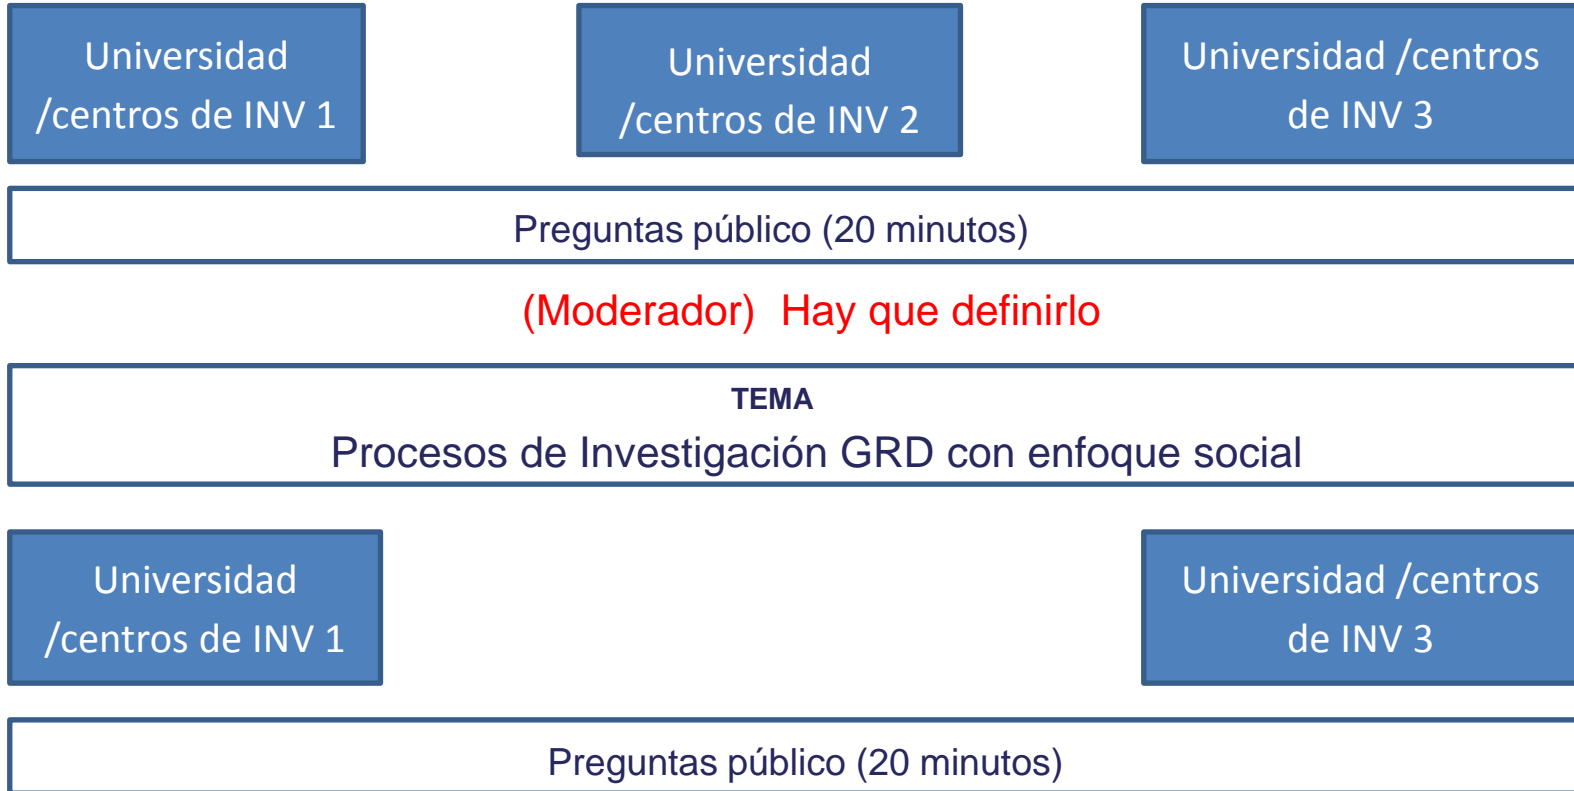 Universidad
/centros de INV 1
Universidad
/centros de INV 2
Universidad /centros
de INV 3
Preguntas público (20 minutos)
(Moderador)  Hay que definirlo
TEMA
Procesos de Investigación GRD con enfoque social
Universidad
/centros de INV 1
Universidad /centros
de INV 3
Preguntas público (20 minutos)